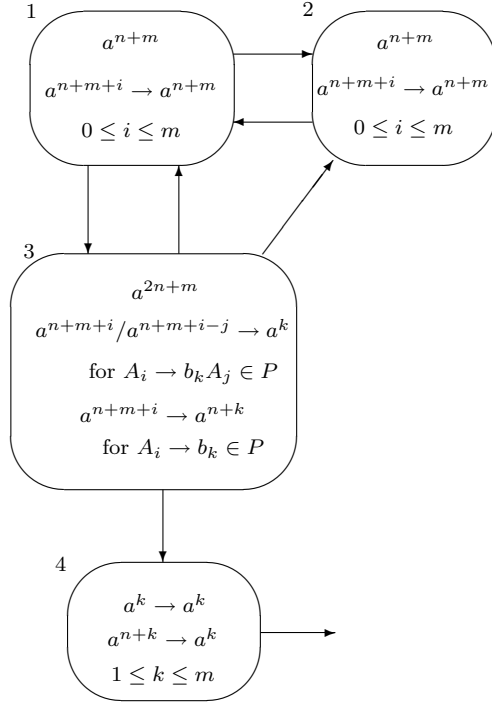 1
a^{n+m}
a^{n+m+i} → a^{n+m}
0 ≤ i ≤ m
2
a^{n+m}
a^{n+m+i} → a^{n+m}
0 ≤ i ≤ m
3
a^{2n+m}
a^{n+m+i}/a^{n+m+i−j} → a^k
for A_i → b_k A_j ∈ P
a^{n+m+i} → a^{n+k}
for A_i → b_k ∈ P
4
a^k → a^k
a^{n+k} → a^k
1 ≤ k ≤ m